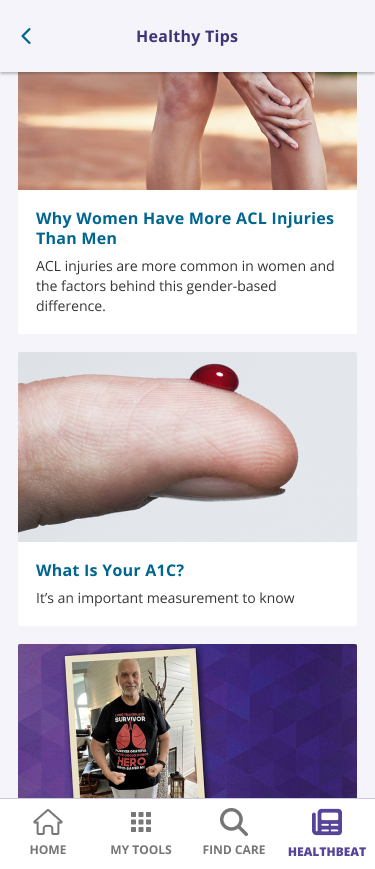 Healthy Tips
Why Women Have More ACL Injuries
Than Men
ACL injuries are more common in women and
the factors behind this gender-based
difference.
What Is Your A1C?
It's an important measurement to know
SURVIVOR
HERO
HOME
MY TOOLS
FIND CARE
HEALTHBEAT